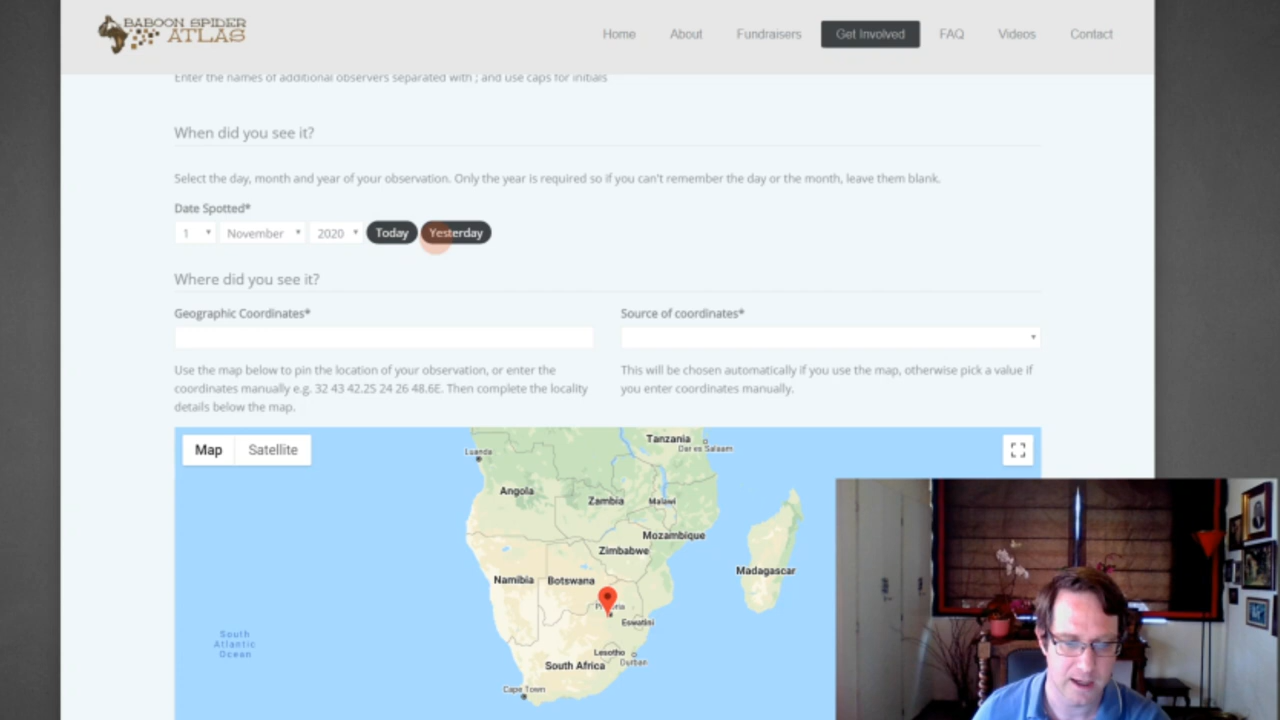 BABOON SPIDER
ATLAS
Home About Fundraisers Get Involved FAQ Videos Contact
Enter the names of additional observers separated with ; and use caps for initials
When did you see it?
Select the day, month and year of your observation. Only the year is required so if you can't remember the day or the month, leave them blank.
Date Spotted*
1 November 2020 Today Yesterday
Where did you see it?
Geographic Coordinates* Source of coordinates*
Use the map below to pin the location of your observation, or enter the
coordinates manually e.g. 32 43 42.2S 24 26 48.6E. Then complete the locality
details below the map.
This will be chosen automatically if you use the map, otherwise pick a value if
you enter coordinates manually.
Map Satellite
Tanzania
Dar es Salaam
Luanda
Angola
Zambia
Malawi
Mozambique
Zimbabwe
Madagascar
Namibia
Botswana
Eswatini
South
Atlantic
Ocean
Lesotho
Durban
South Africa
Cape Town